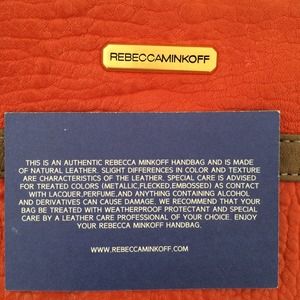 REBECCAMINKOFF
THIS IS AN AUTHENTIC REBECCA MINKOFF HANDBAG AND IS MADE
OF NATURAL LEATHER. SLIGHT DIFFERENCES IN COLOR AND TEXTURE
ARE CHARACTERISTICS OF THE LEATHER. SPECIAL CARE IS ADVISED
FOR TREATED COLORS (METALLIC,FLECKED,EMBOSSED) AS CONTACT
WITH LACQUER,PERFUME,AND ANYTHING CONTAINING ALCOHOL
AND DERIVATIVES CAN CAUSE DAMAGE. WE RECOMMEND THAT YOUR
BAG BE TREATED WITH WEATHERPROOF PROTECTANT AND SPECIAL
CARE BY A LEATHER CARE PROFESSIONAL OF YOUR CHOICE. ENJOY
YOUR REBECCA MINKOFF HANDBAG.
WWW.REBECCAMINKOFF.COM